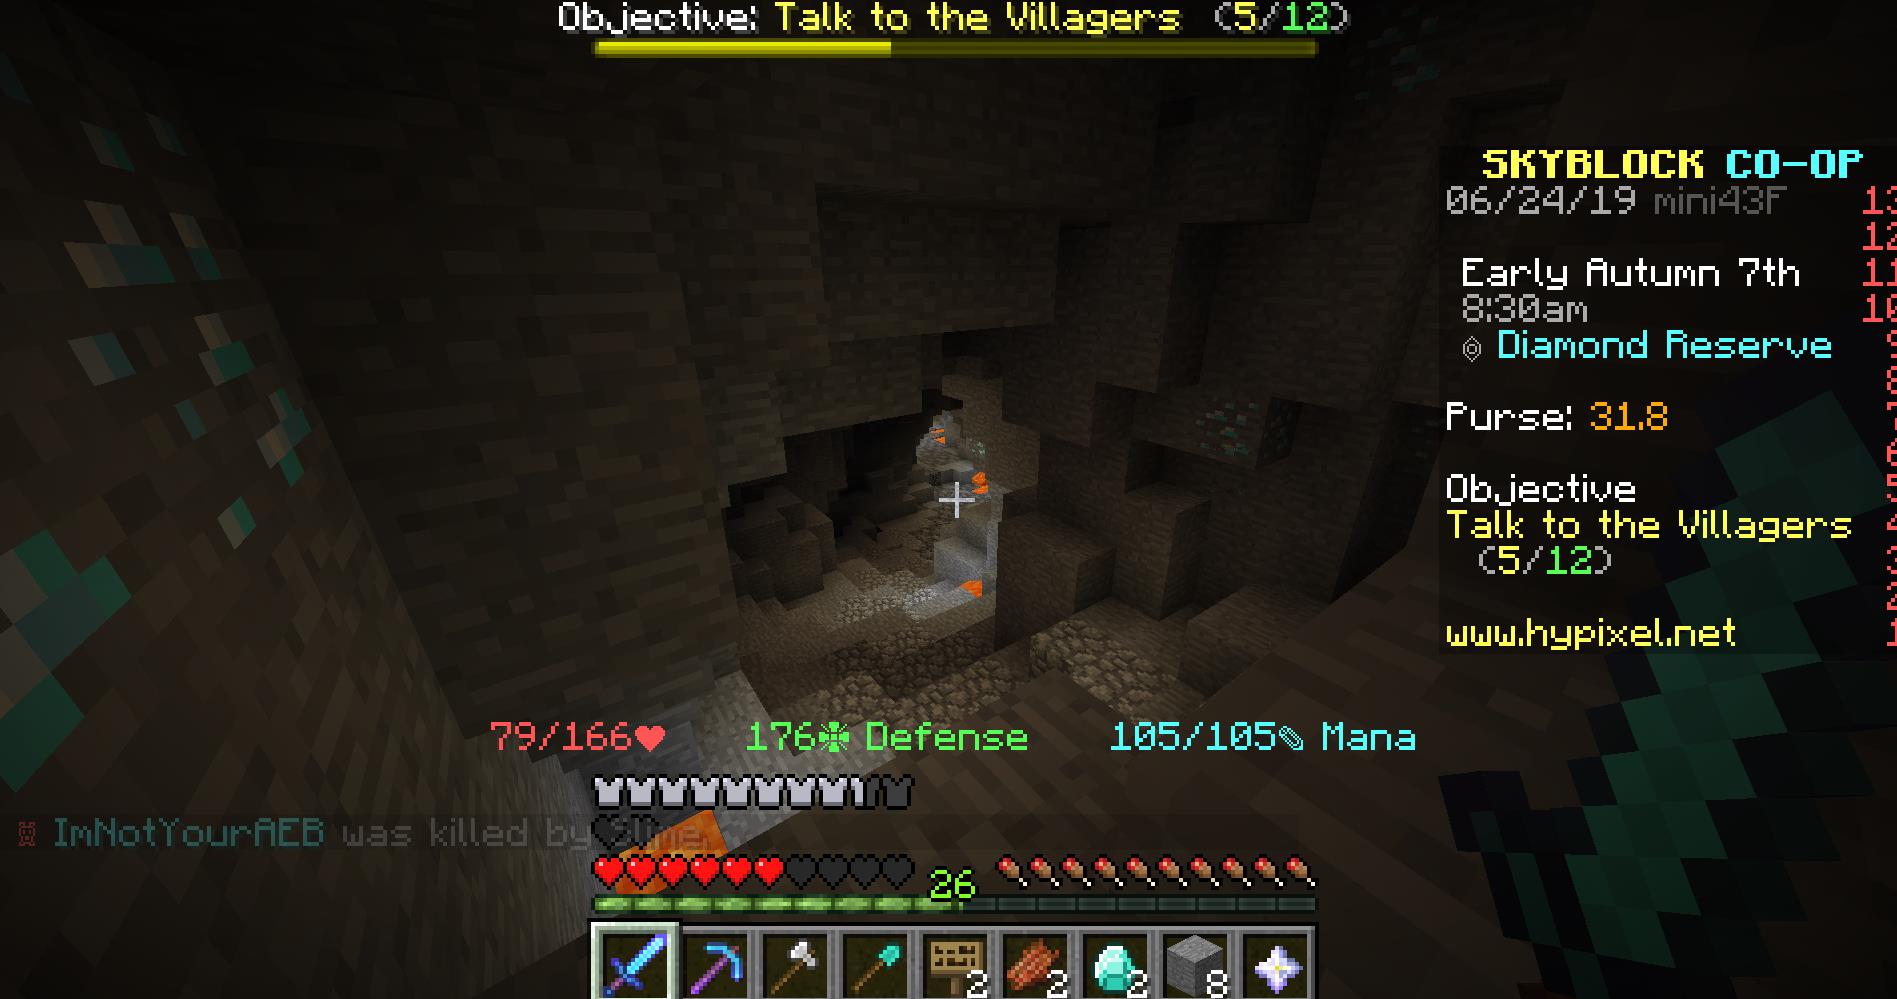 Objective: Talk to the Villagers (5/12)
SKYBLOCK CO-OP
06/24/19 mini43F
Early Autumn 7th
8:30am
Diamond Reserve
Purse: 31.8
Objective
Talk to the Villagers
(5/12)
www.hypixel.net
79/166❤ 176 Defense 105/105✎ Mana
ImNotYourAEB was killed by Slime.
26
2 2 2 8